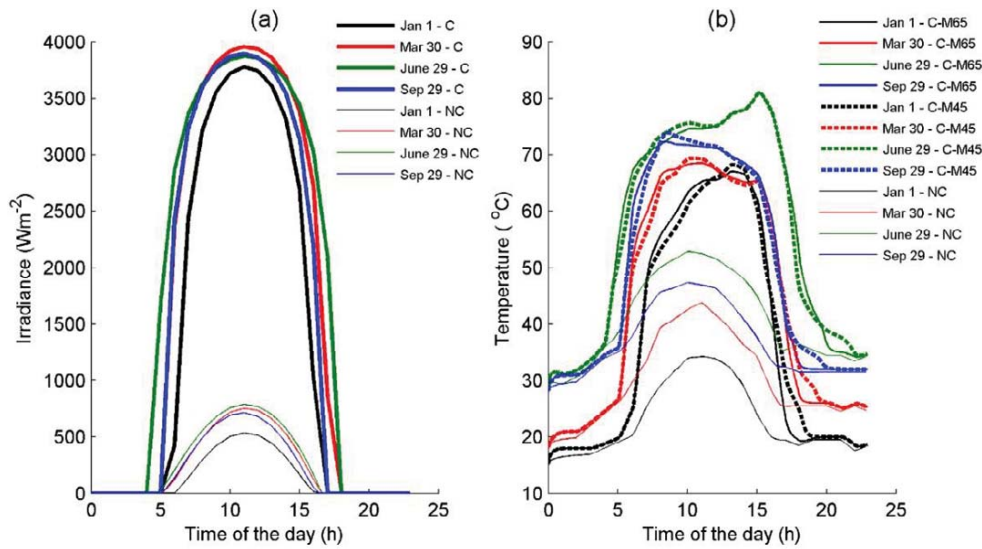 (a)
Irradiance (Wm-2)
4000
3500
3000
2500
2000
1500
1000
500
0
0 5 10 15 20 25
Time of the day (h)
Jan 1 - C
Mar 30 - C
June 29 - C
Sep 29 - C
Jan 1 - NC
Mar 30 - NC
June 29 - NC
Sep 29 - NC
(b)
Temperature (°C)
90
80
70
60
50
40
30
20
10
0 5 10 15 20 25
Time of the day (h)
Jan 1 - C-M65
Mar 30 - C-M65
June 29 - C-M65
Sep 29 - C-M65
Jan 1 - C-M45
Mar 30 - C-M45
June 29 - C-M45
Sep 29 - C-M45
Jan 1 - NC
Mar 30 - NC
June 29 - NC
Sep 29 - NC